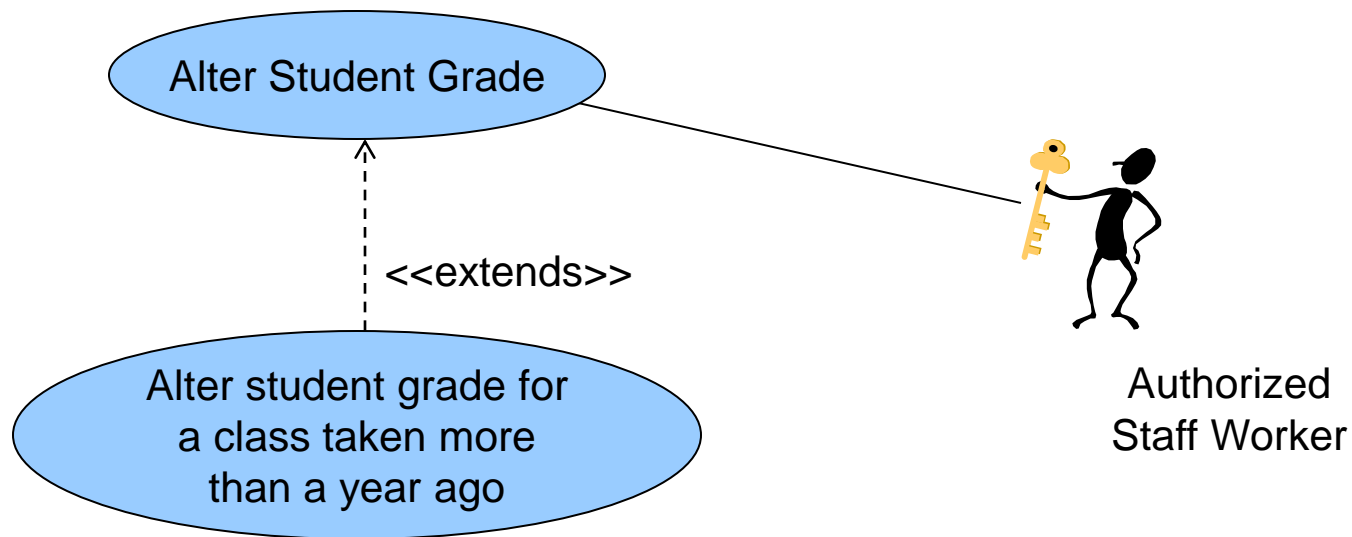 Alter Student Grade
<<extends>>
Alter student grade for
a class taken more
than a year ago
Authorized
Staff Worker